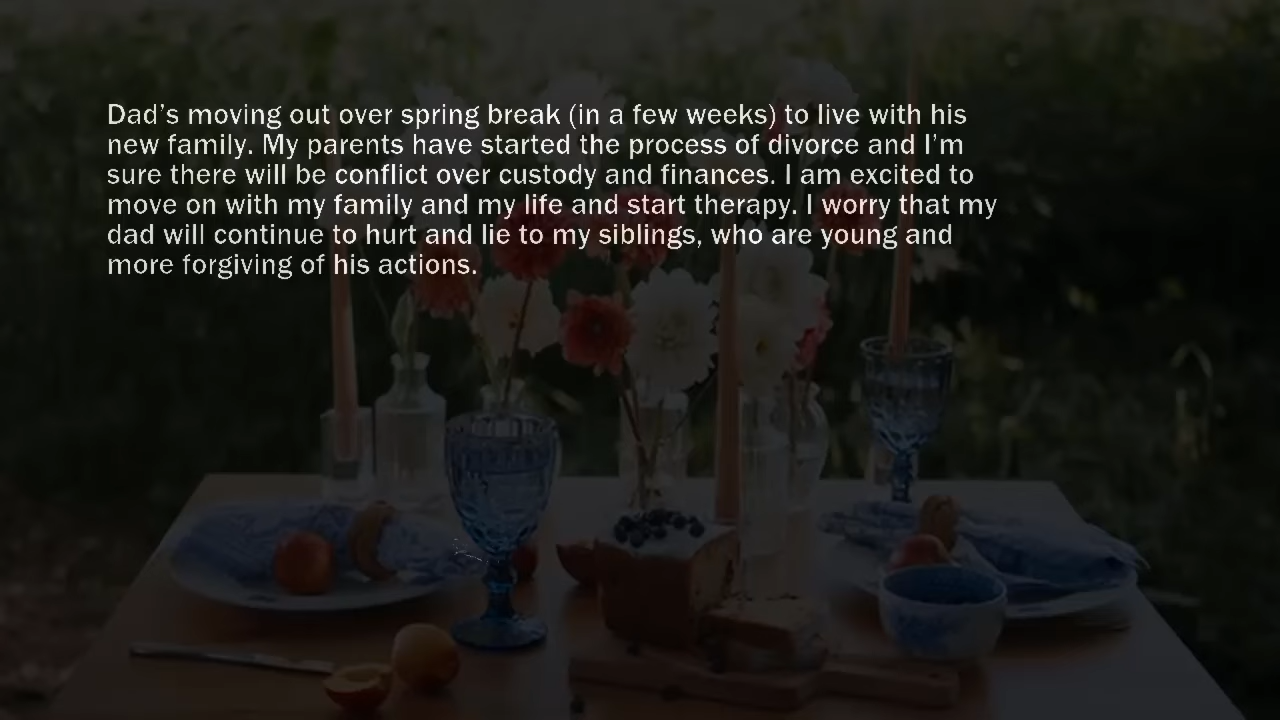 Dad’s moving out over spring break (in a few weeks) to live with his
new family. My parents have started the process of divorce and I’m
sure there will be conflict over custody and finances. I am excited to
move on with my family and my life and start therapy. I worry that my
dad will continue to hurt and lie to my siblings, who are young and
more forgiving of his actions.